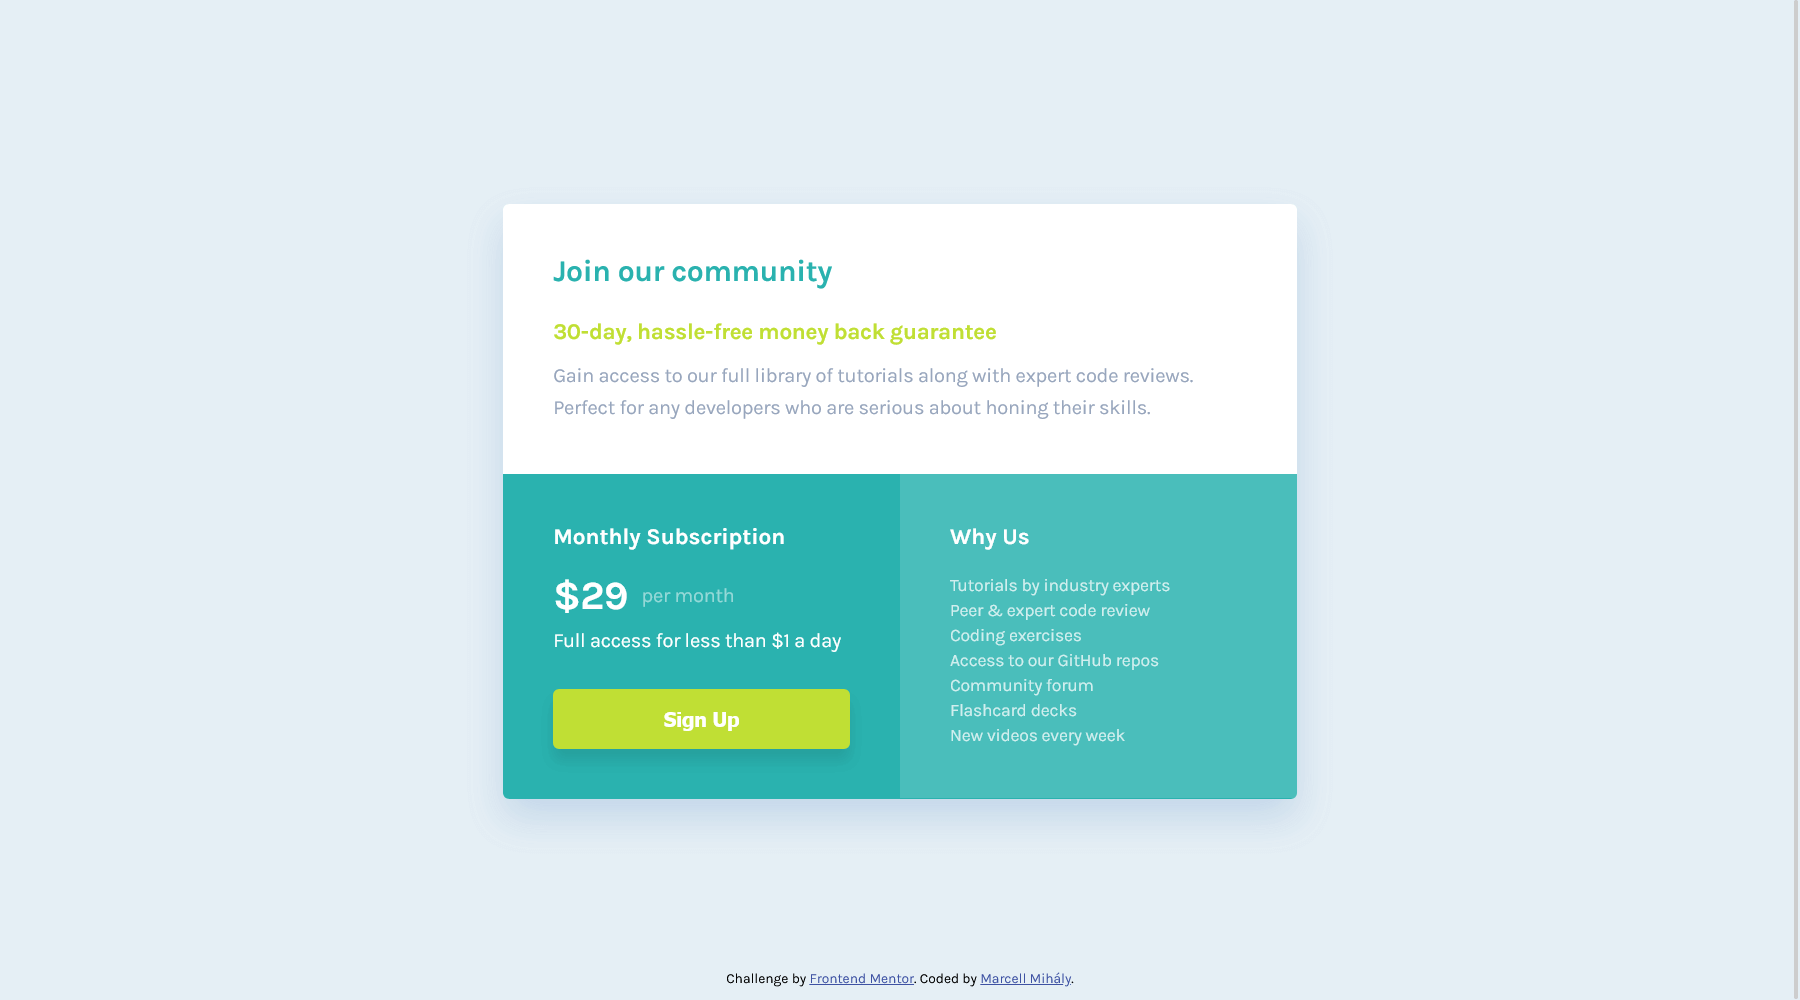 Join our community
30-day, hassle-free money back guarantee
Gain access to our full library of tutorials along with expert code reviews.
Perfect for any developers who are serious about honing their skills.
Monthly Subscription
$29 per month
Full access for less than $1 a day
Sign Up
Why Us
Tutorials by industry experts
Peer & expert code review
Coding exercises
Access to our GitHub repos
Community forum
Flashcard decks
New videos every week
Challenge by Frontend Mentor. Coded by Marcell Mihály.